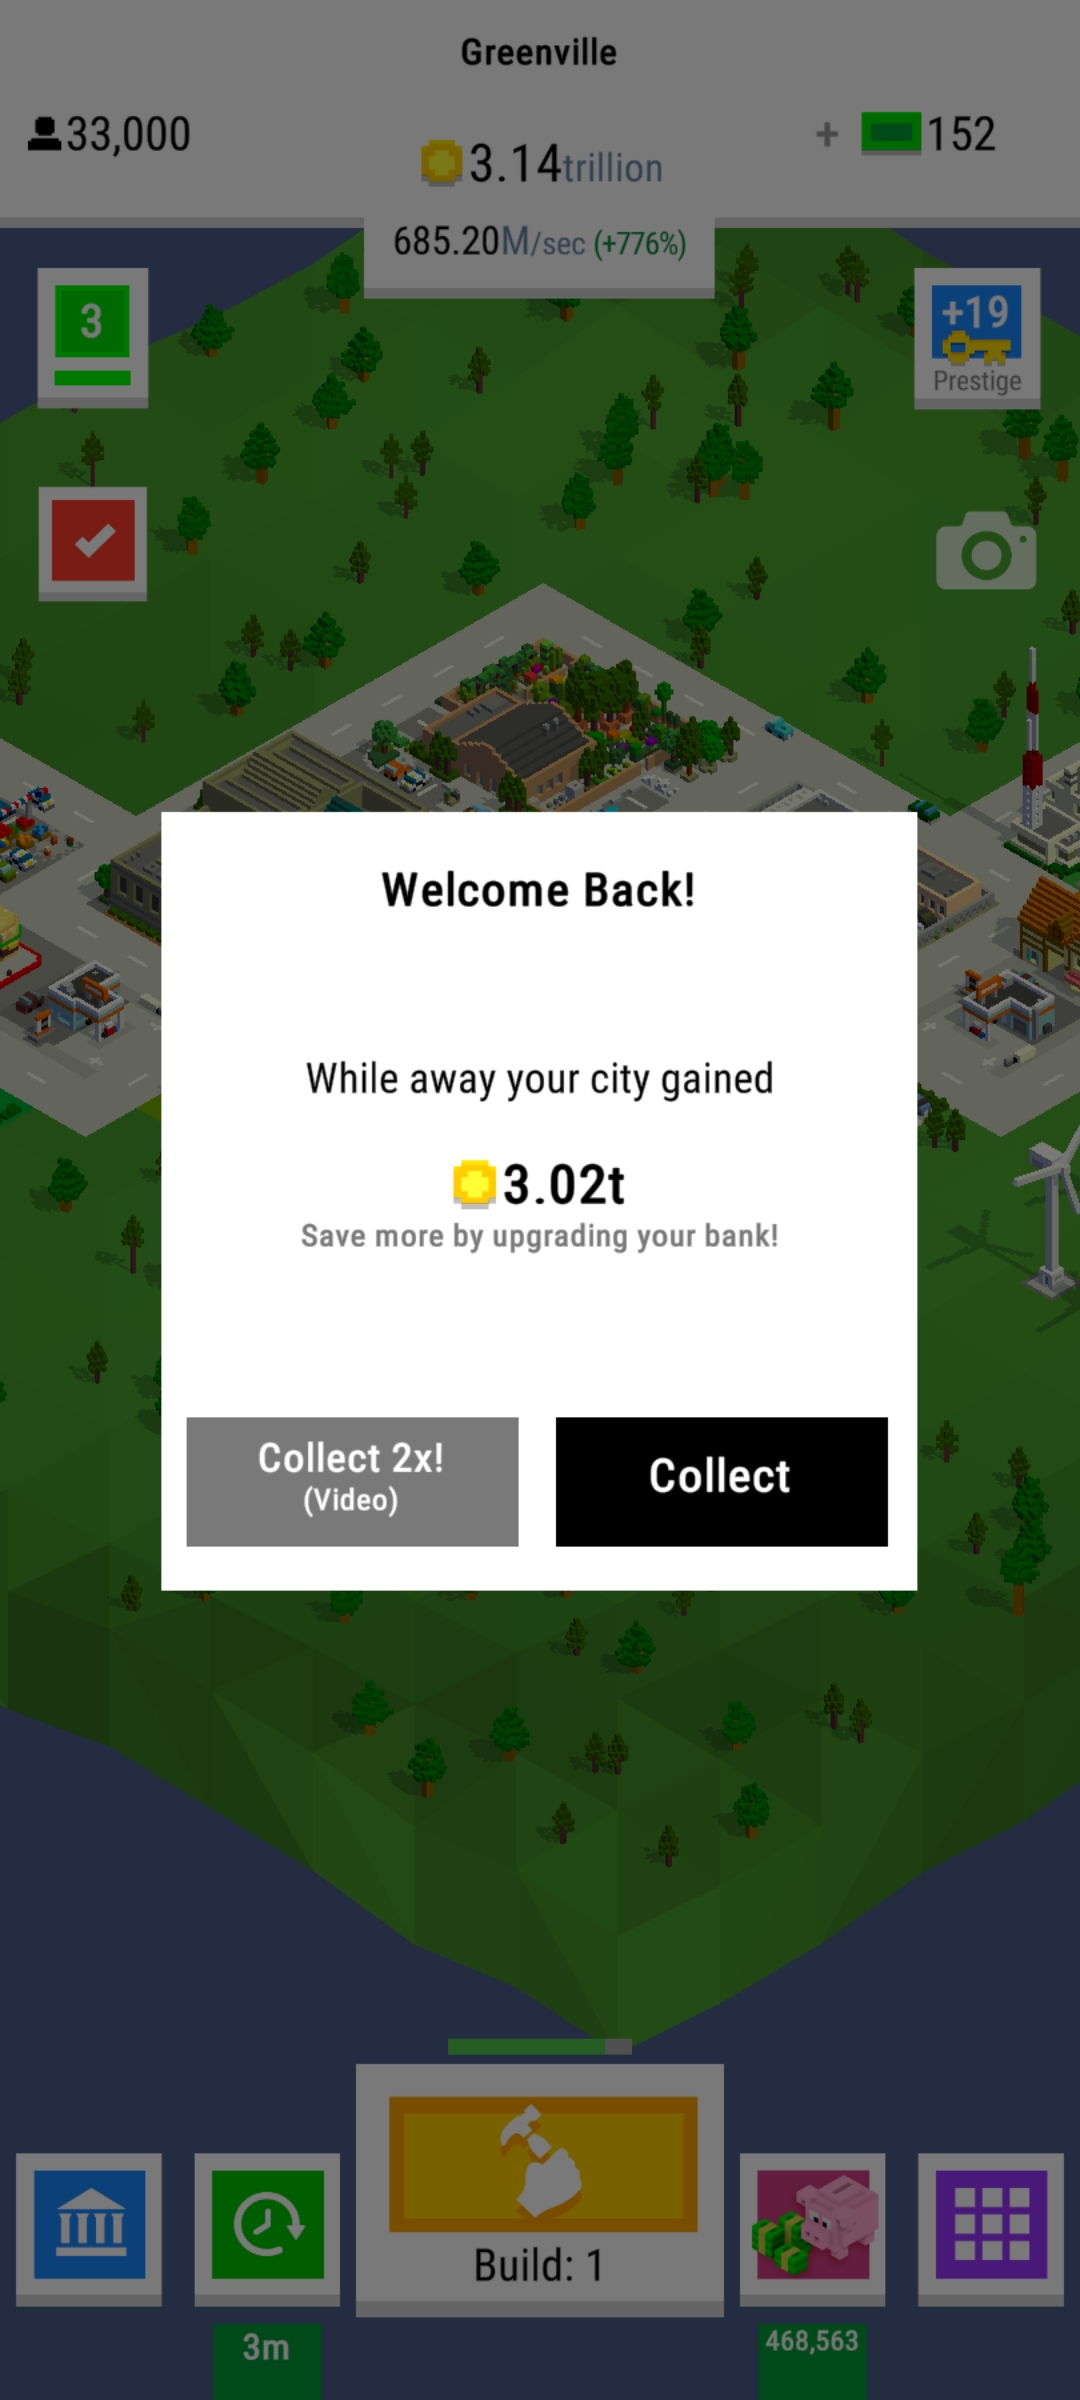 Greenville
33,000
3.14trillion
+ 152
685.20M/sec (+776%)
3
+19
Prestige
Welcome Back!
While away your city gained
3.02t
Save more by upgrading your bank!
Collect 2x!
(Video)
Collect
Build: 1
3m
468,563